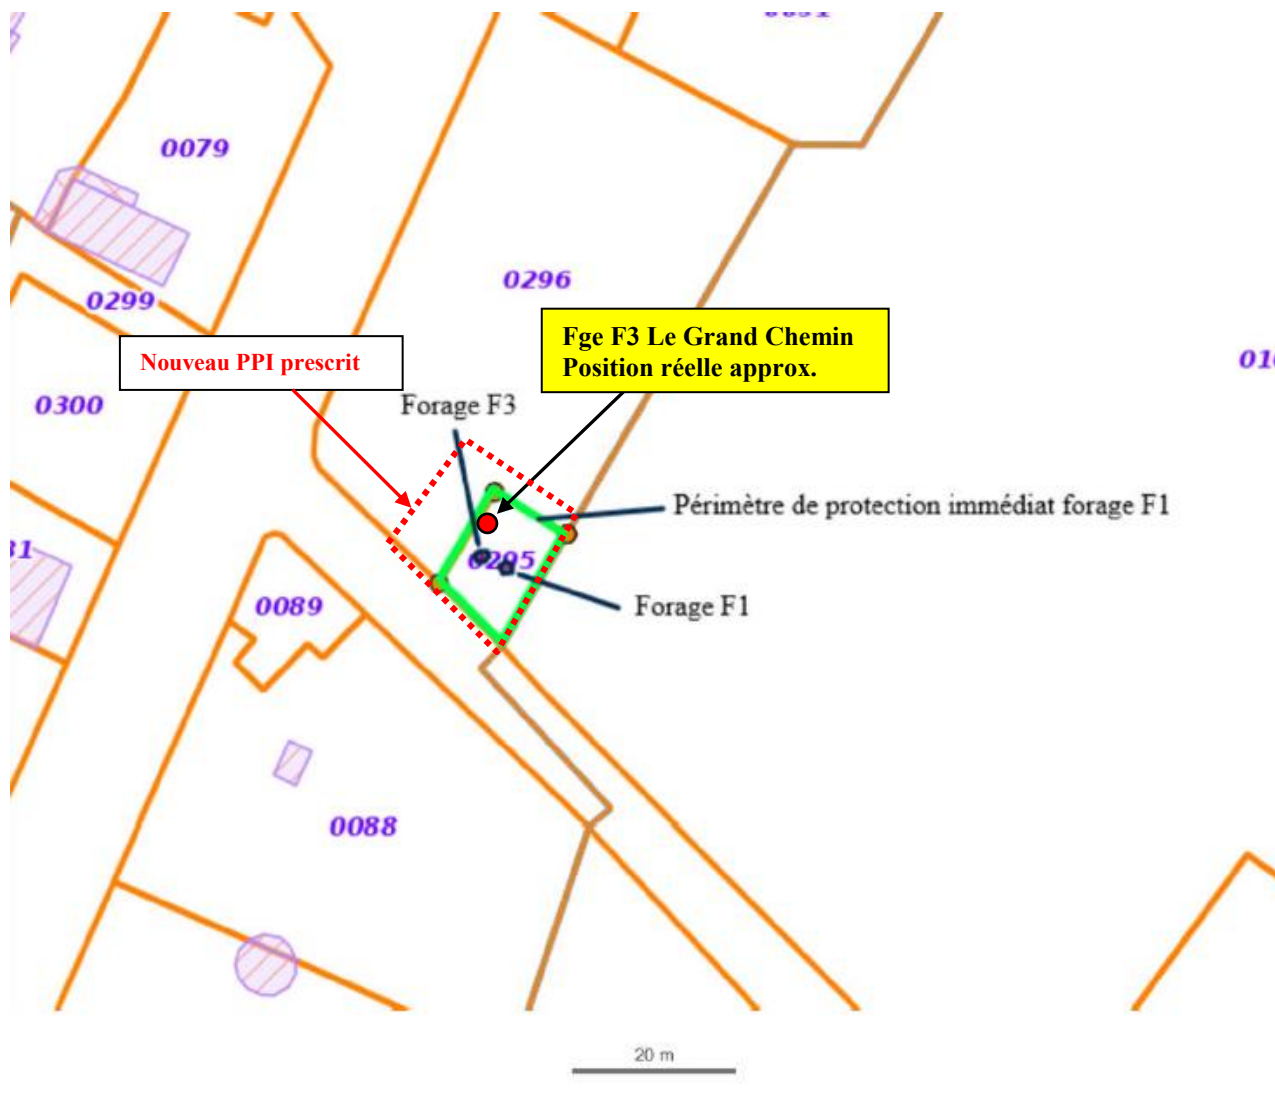 0079
0296
0299
Fge F3 Le Grand Chemin
Position réelle approx.
Nouveau PPI prescrit
0300
Forage F3
Périmètre de protection immédiat forage F1
0295
Forage F1
0089
0088
20 m